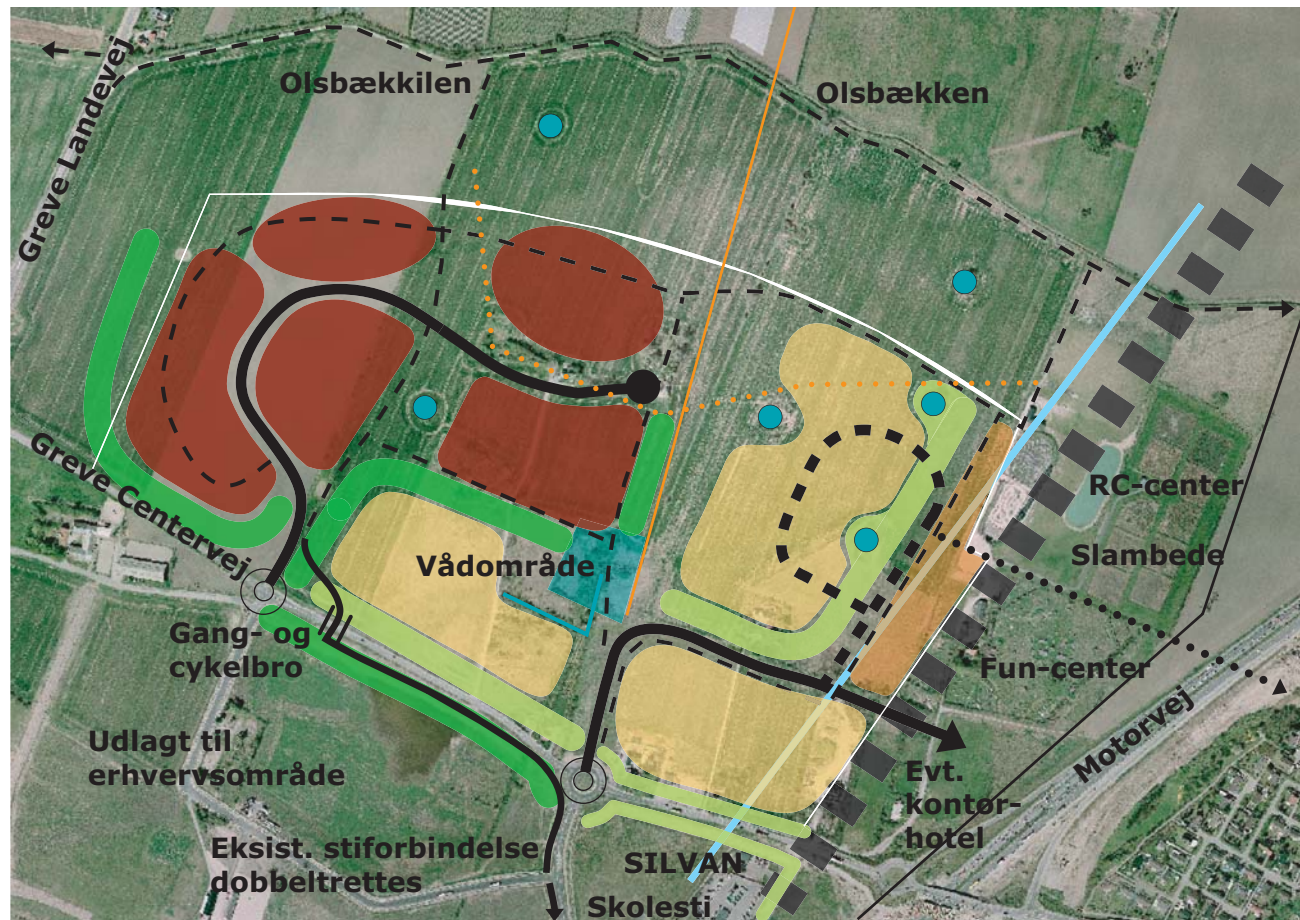 Greve Landevej
Olsbækkilen
Olsbækken
RC-center
Greve Centervej
Slambede
Vådområde
Gang- og
cykelbro
Fun-center
Motorvej
Udlagt til
erhvervsområde
Evt.
kontor-
hotel
Eksist. stiforbindelse
dobbeltrettes
SILVAN
Skolesti